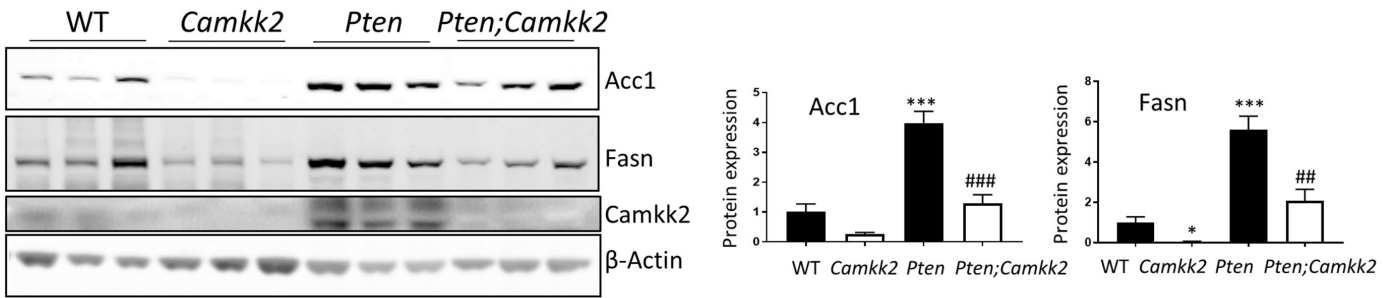 WT Camkk2 Pten Pten;Camkk2
Acc1
Fasn
Camkk2
β-Actin
Protein expression
5
4
3
2
1
0
Acc1
***
###
WT Camkk2 Pten Pten;Camkk2
Protein expression
8
6
4
2
0
Fasn
*
***
##
WT Camkk2 Pten Pten;Camkk2